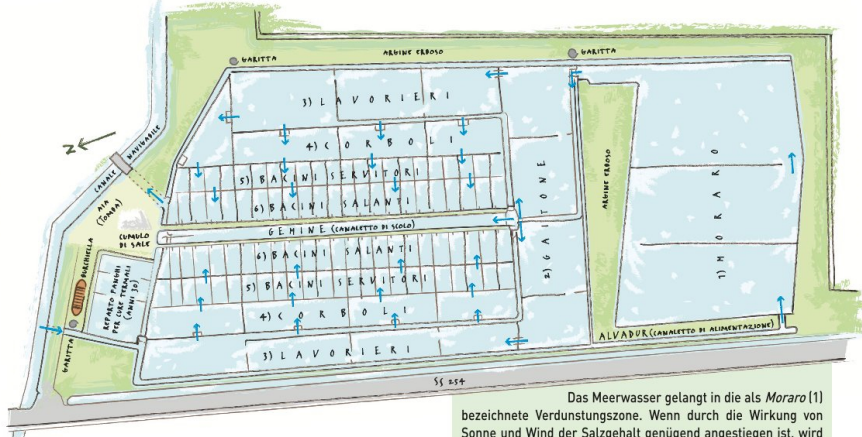 GARITTA
ARGINE ERBOSO
GARITTA
3) LAVORIERI
4) CORBOLI
5) BACINI SERVITORI
6) BACINI SALANTI
GEMINE (CANALETTO DI SCOLO)
6) BACINI SALANTI
5) BACINI SERVITORI
4) CORBOLI
3) LAVORIERI
2) GAITONE
ARGINE ERBOSO
1) MORARO
ALVADUR (CANALETTO DI ALIMENTAZIONE)
SS 254
N
CANALE NAVIGABILE
AIA
(TOMBA)
CUMULO
DI SALE
BURCHIELLA
REPARTO FANGHI
PER CURE TERMALI
(ANNI 30)
GARITTA
Das Meerwasser gelangt in die als Moraro (1)
bezeichnete Verdunstungszone. Wenn durch die Wirkung von
Sonne und Wind der Salzgehalt genügend angestiegen ist, wird